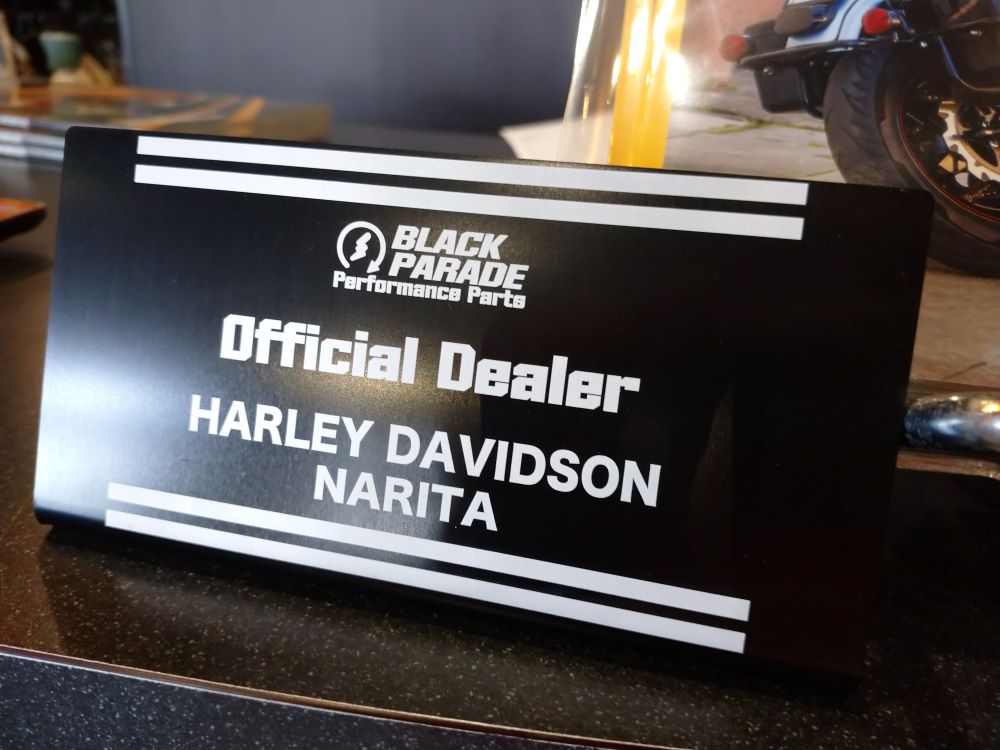 BLACK
PARADE
Performance Parts
Official Dealer
HARLEY DAVIDSON
NARITA